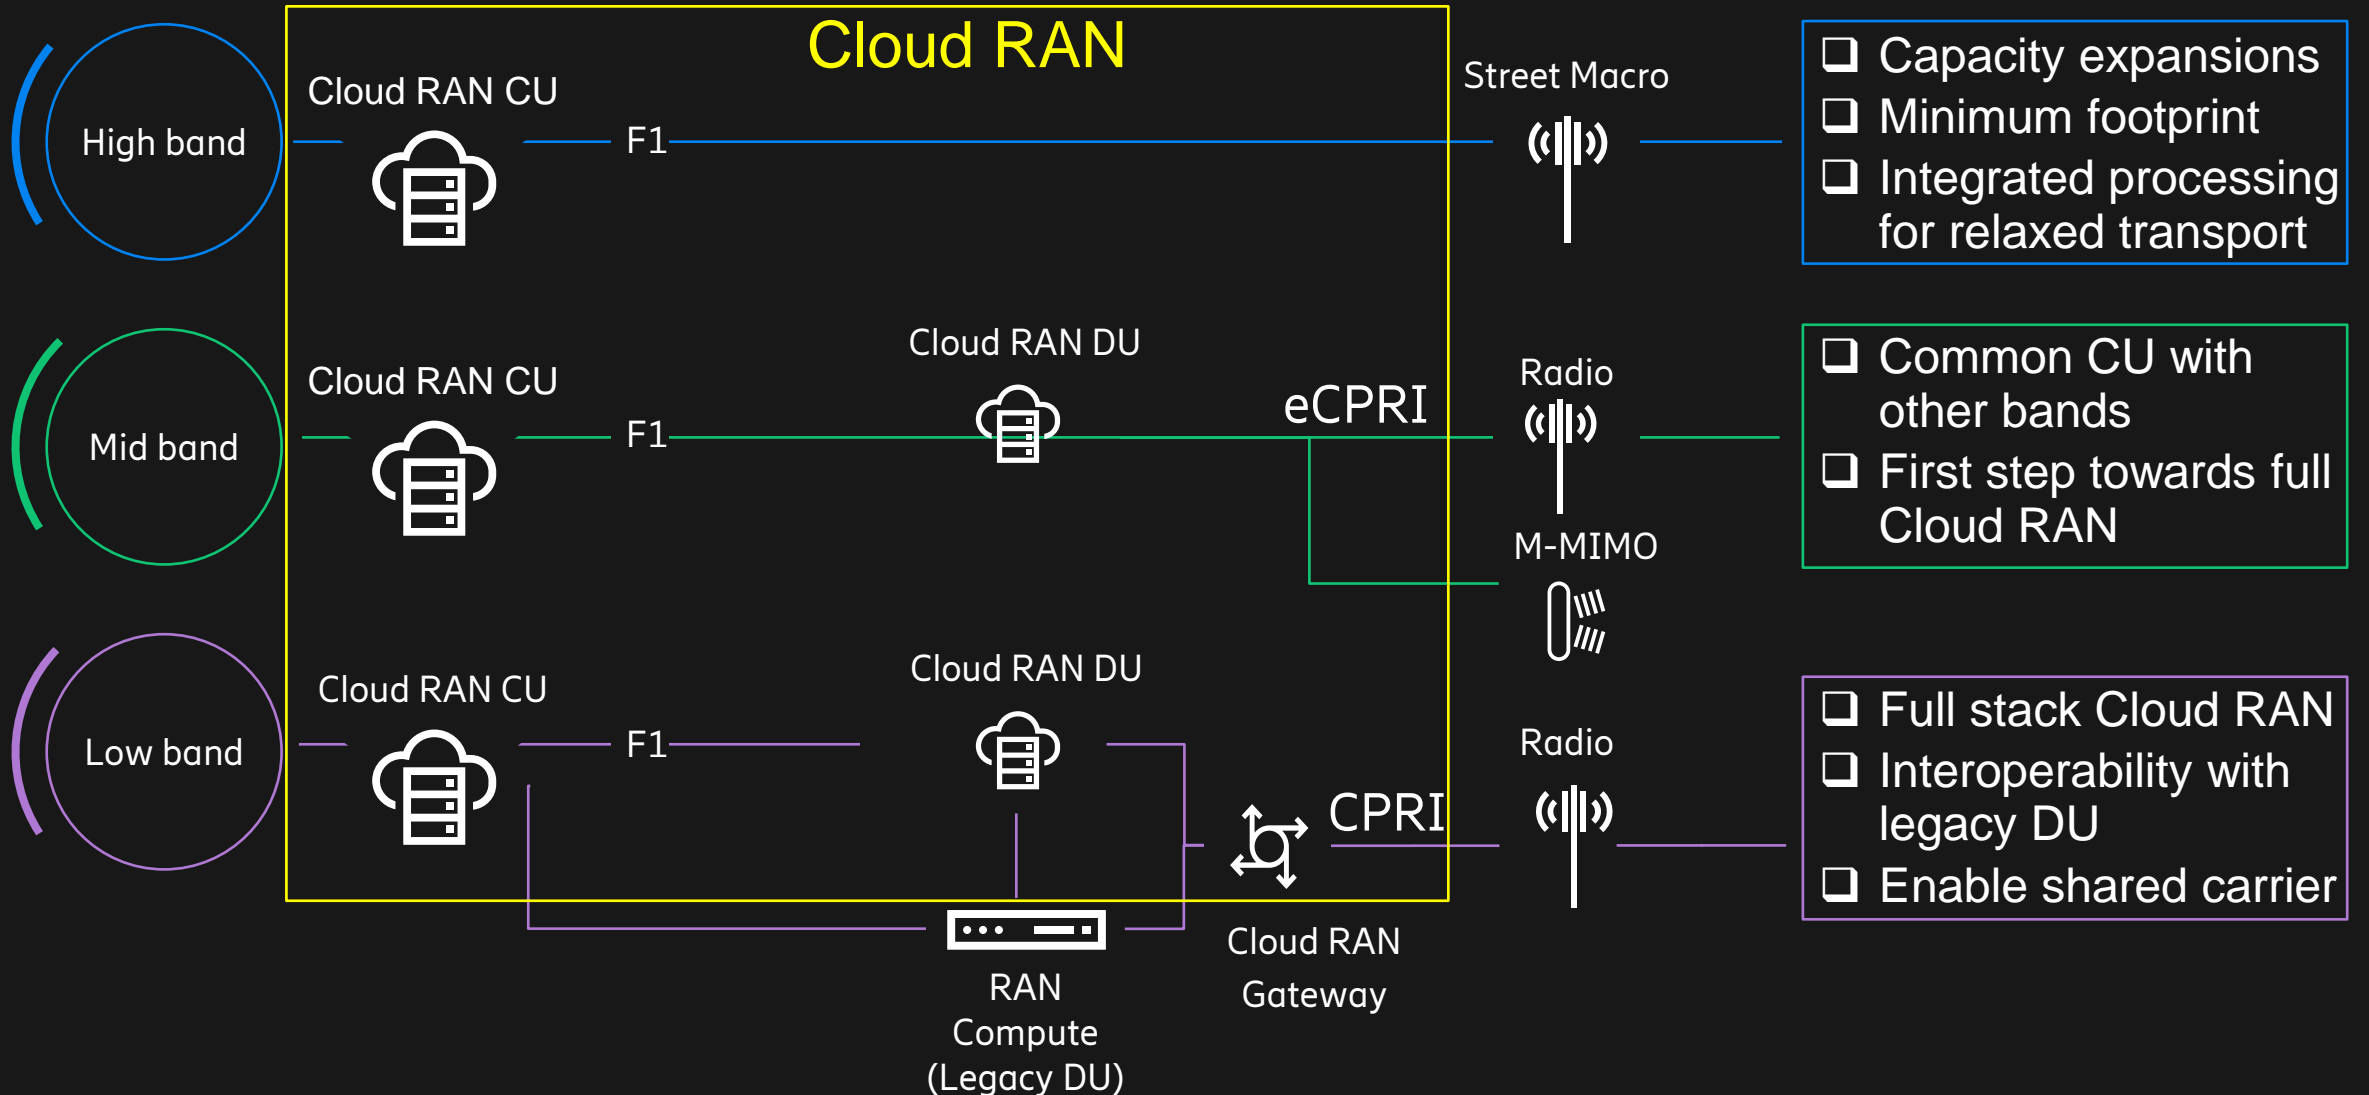 Cloud RAN
High band
Cloud RAN CU
F1
Street Macro
Capacity expansions
Minimum footprint
Integrated processing
for relaxed transport
Mid band
Cloud RAN CU
F1
Cloud RAN DU
eCPRI
Radio
M-MIMO
Common CU with
other bands
First step towards full
Cloud RAN
Low band
Cloud RAN CU
F1
Cloud RAN DU
CPRI
Radio
RAN
Compute
(Legacy DU)
Cloud RAN
Gateway
Full stack Cloud RAN
Interoperability with
legacy DU
Enable shared carrier